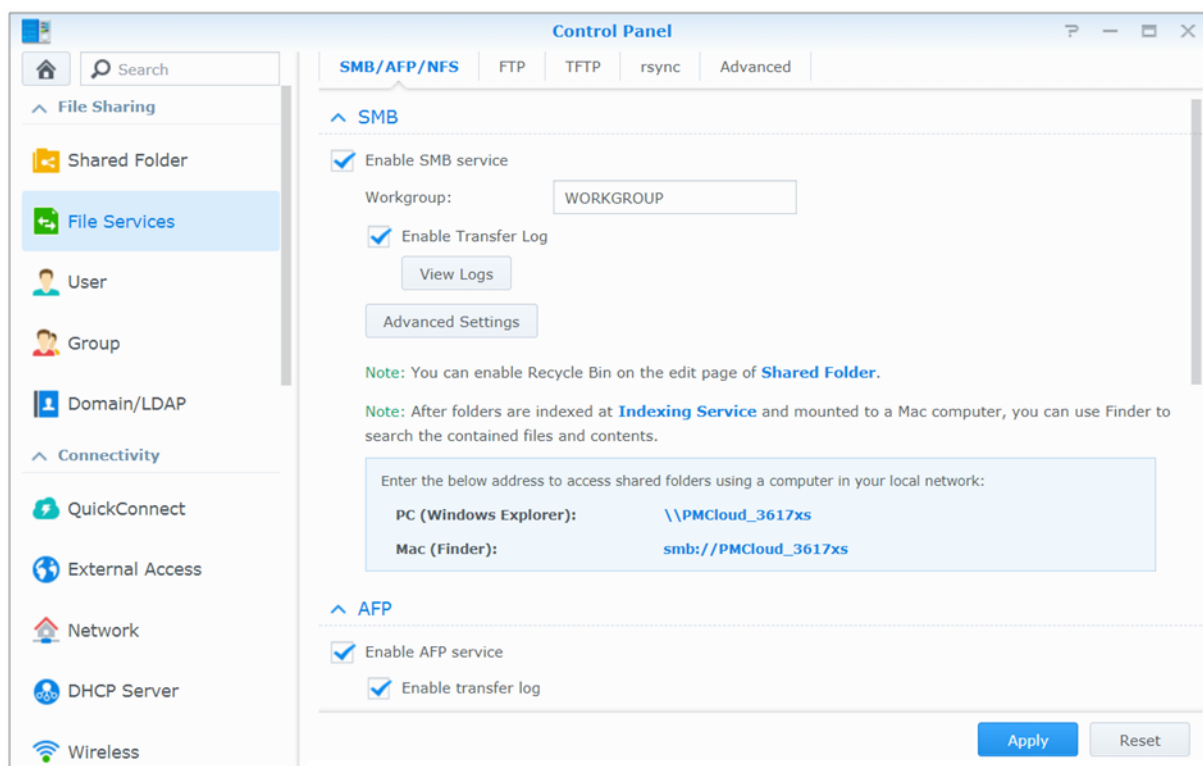 Control Panel
Search
File Sharing
Shared Folder
File Services
User
Group
Domain/LDAP
Connectivity
QuickConnect
External Access
Network
DHCP Server
Wireless
SMB/AFP/NFS FTP TFTP rsync Advanced
SMB
Enable SMB service
Workgroup: WORKGROUP
Enable Transfer Log
View Logs
Advanced Settings
Note: You can enable Recycle Bin on the edit page of Shared Folder.
Note: After folders are indexed at Indexing Service and mounted to a Mac computer, you can use Finder to
search the contained files and contents.
Enter the below address to access shared folders using a computer in your local network:
PC (Windows Explorer): \\PMCloud_3617xs
Mac (Finder): smb://PMCloud_3617xs
AFP
Enable AFP service
Enable transfer log
Apply Reset